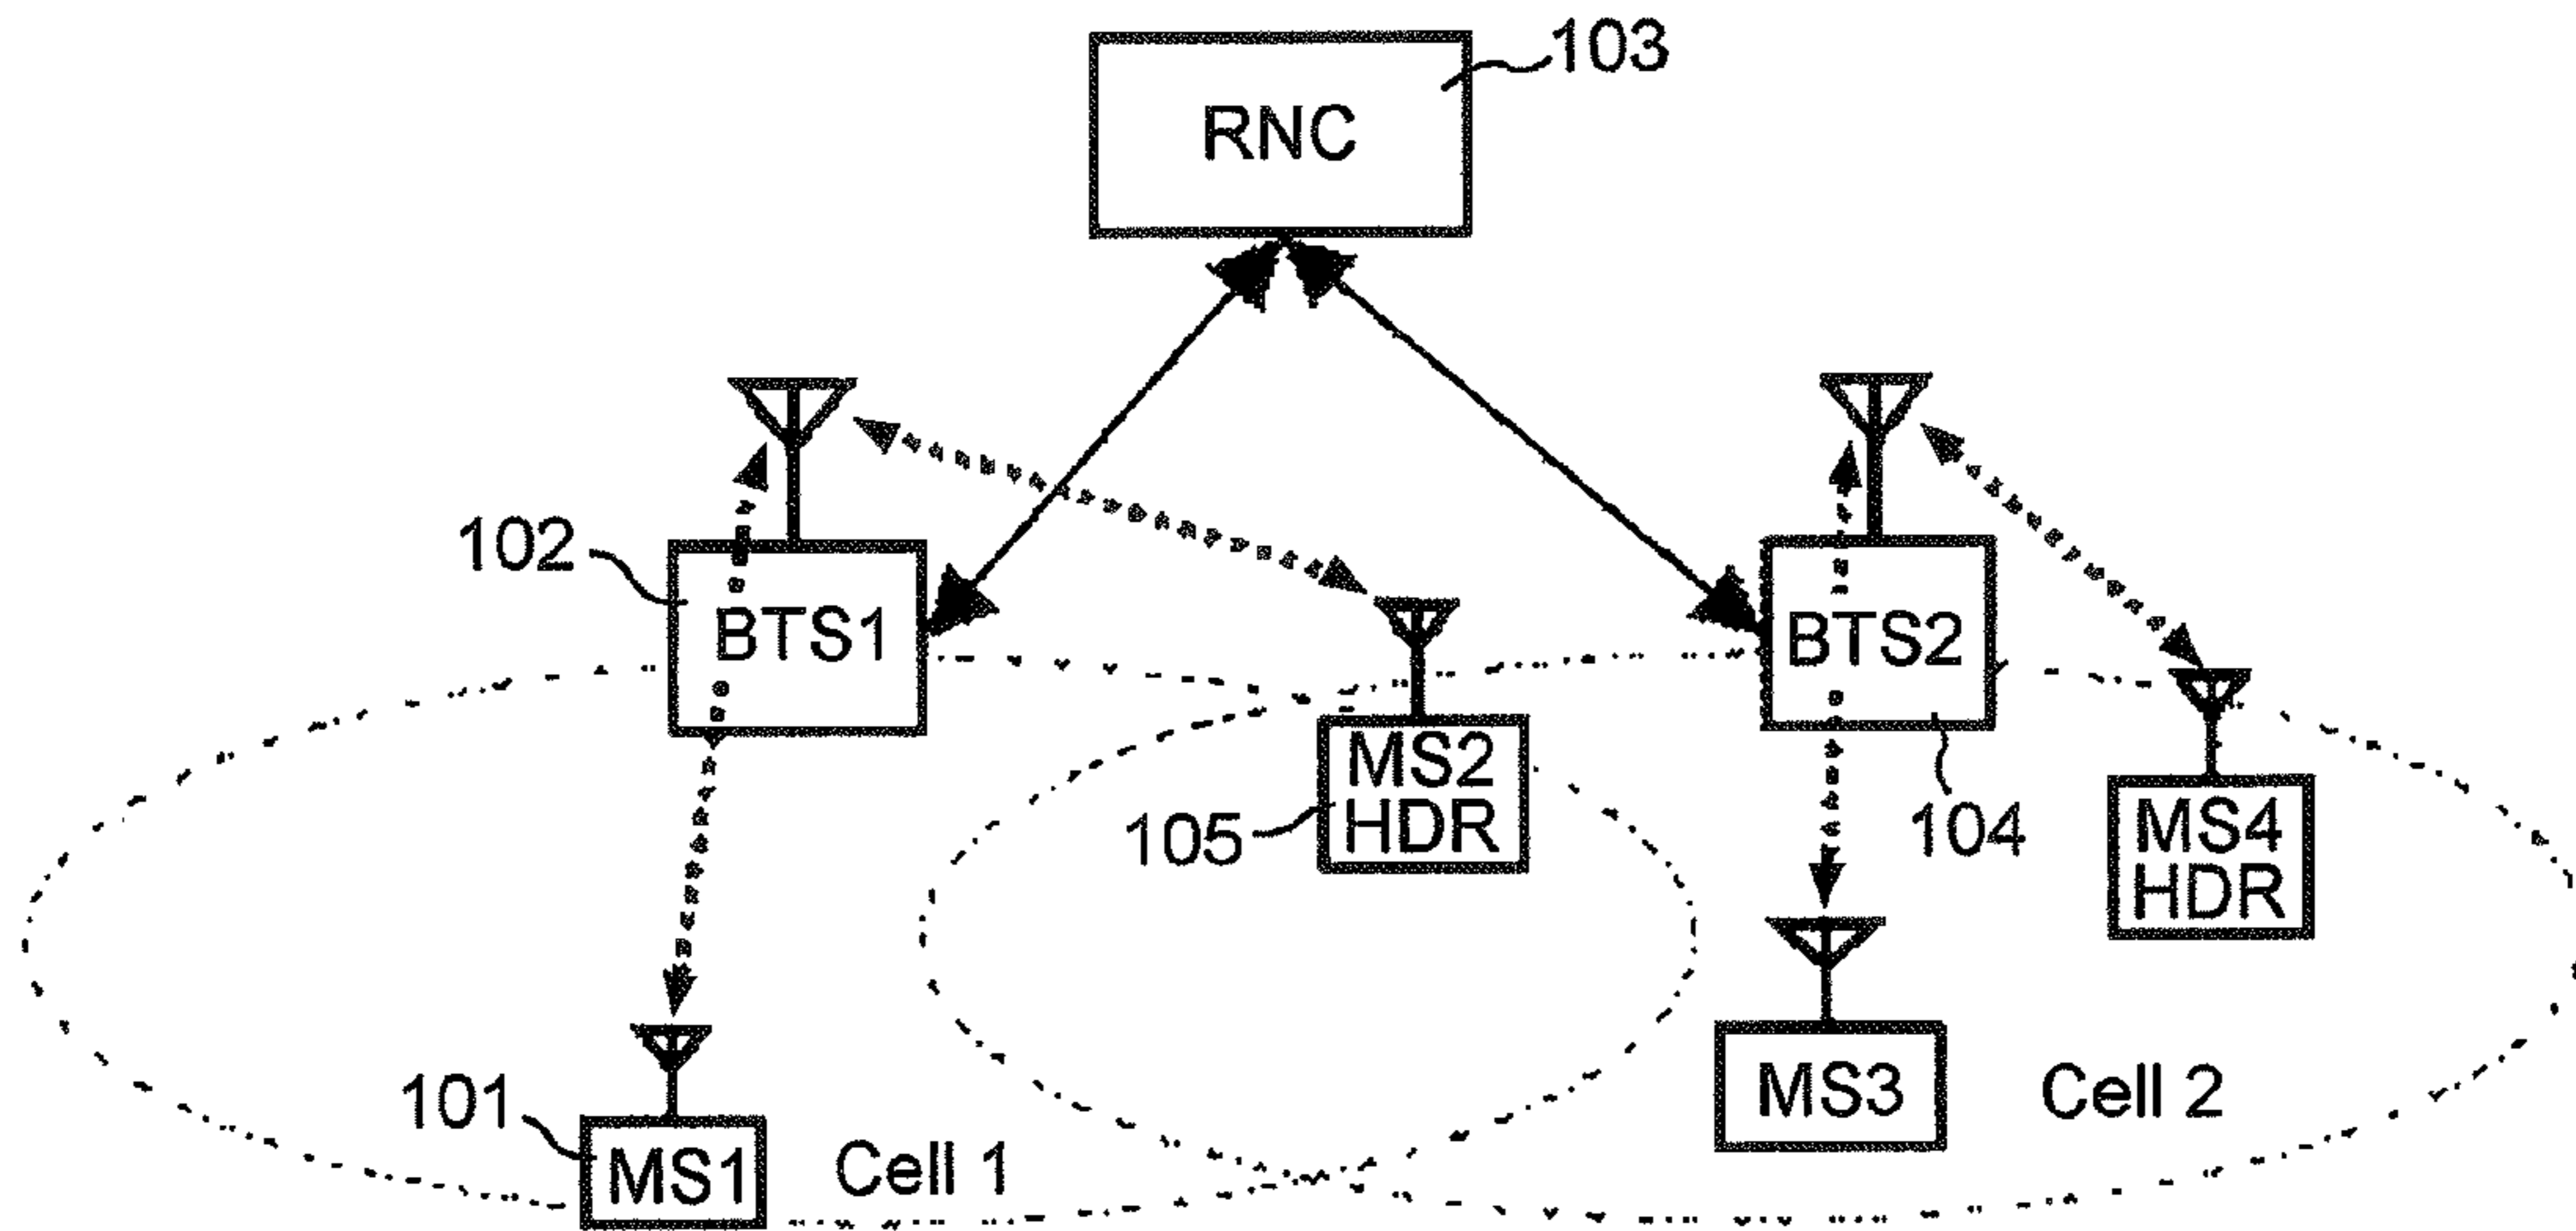 103
RNC
102
BTS1
BTS2
MS2
HDR
105
104
MS4
HDR
101
MS1
Cell 1
MS3
Cell 2